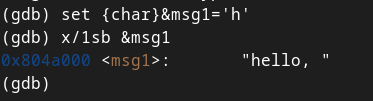 (gdb) set {char}&msg1='h'
(gdb) x/1sb &msg1
0x804a000 <msg1>:       "hello, "
(gdb)